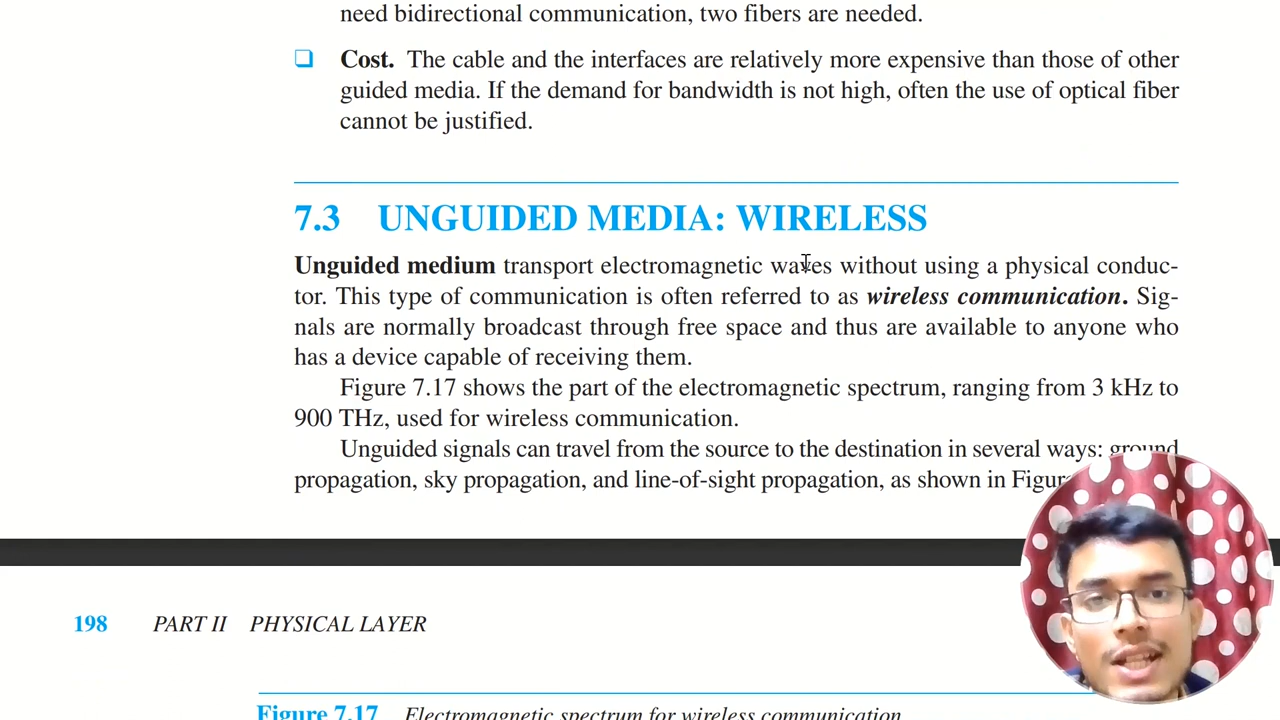 need bidirectional communication, two fibers are needed.
❑ Cost. The cable and the interfaces are relatively more expensive than those of other
guided media. If the demand for bandwidth is not high, often the use of optical fiber
cannot be justified.
7.3 UNGUIDED MEDIA: WIRELESS
Unguided medium transport electromagnetic waves without using a physical conduc-
tor. This type of communication is often referred to as wireless communication. Sig-
nals are normally broadcast through free space and thus are available to anyone who
has a device capable of receiving them.
Figure 7.17 shows the part of the electromagnetic spectrum, ranging from 3 kHz to
900 THz, used for wireless communication.
Unguided signals can travel from the source to the destination in several ways: ground
propagation, sky propagation, and line-of-sight propagation, as shown in
198 PART II PHYSICAL LAYER
Figure 7.17 Electromagnetic spectrum for wireless communication